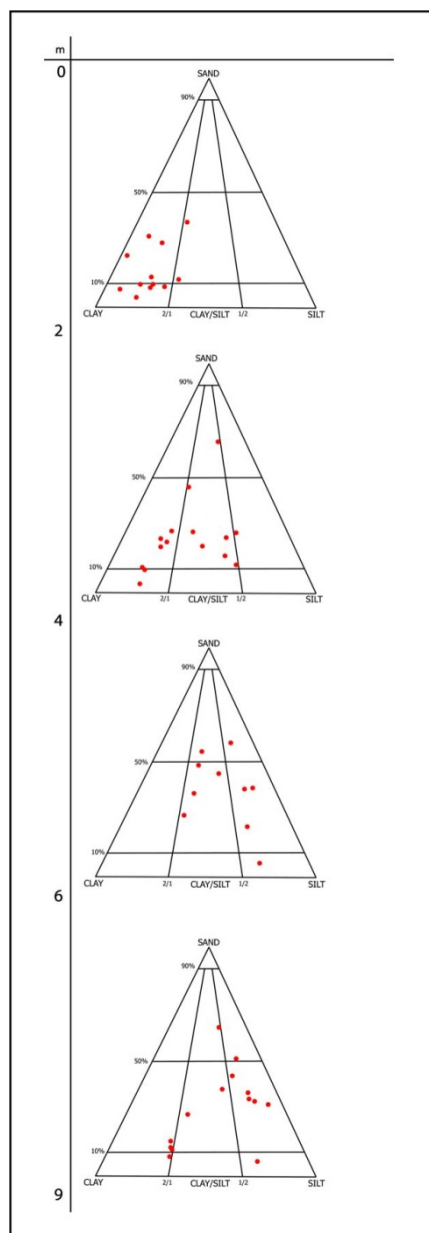 m
0
SAND
90%
50%
10%
CLAY 2/1 CLAY/SILT 1/2 SILT
2
SAND
90%
50%
10%
CLAY 2/1 CLAY/SILT 1/2 SILT
4
SAND
90%
50%
10%
CLAY 2/1 CLAY/SILT 1/2 SILT
6
SAND
90%
50%
10%
CLAY 2/1 CLAY/SILT 1/2 SILT
9